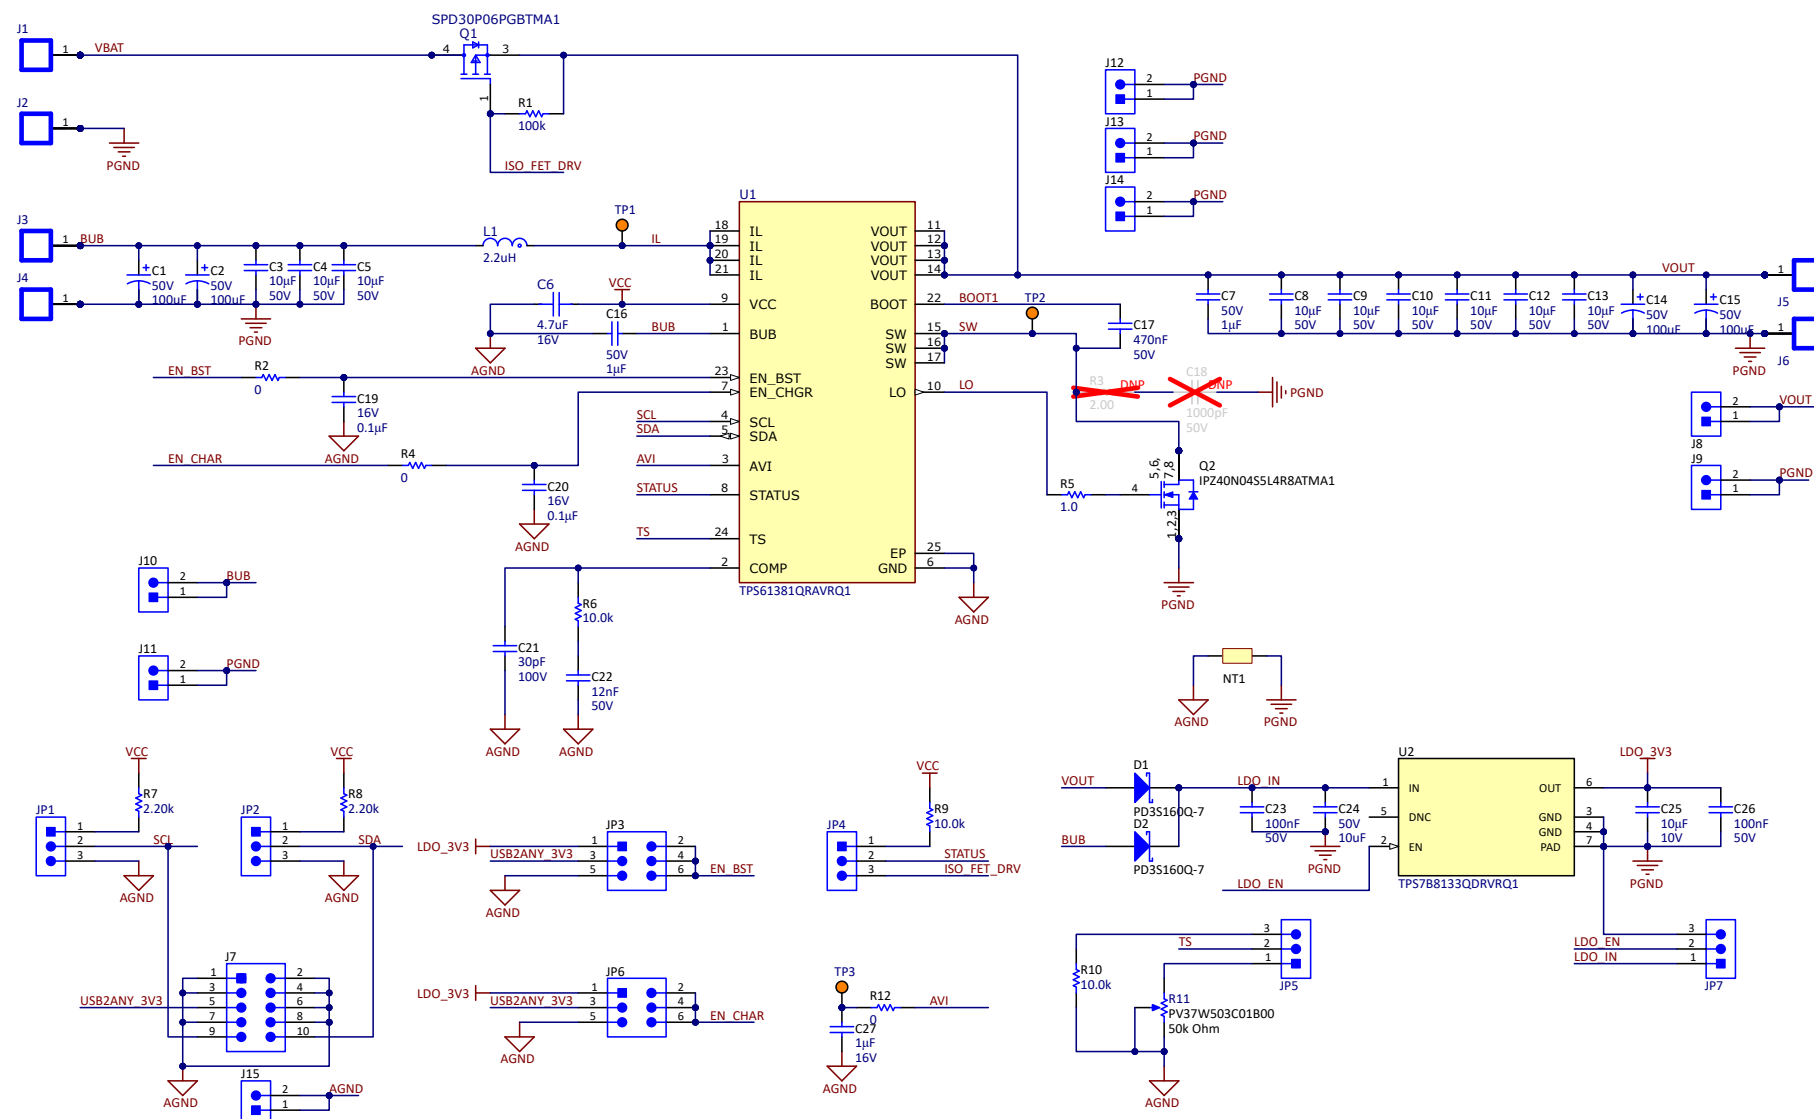 SPD30P06PGBTMA1
Q1
J1
1
VBAT
4
3
1
R1
100k
ISO_FET_DRV
J2
1
PGND
J12
2
1
PGND
J13
2
1
PGND
J14
2
1
PGND
J3
1
BUB
J4
1
C1
50V
100uF
C2
50V
100uF
C3
10µF
50V
C4
10µF
50V
C5
10µF
50V
PGND
L1
2.2uH
TP1
IL
U1
18
19
20
21
IL
IL
IL
IL
9
VCC
1
BUB
23
EN_BST
7
EN_CHGR
4
SCL
5
SDA
3
AVI
8
STATUS
24
TS
2
COMP
VOUT
VOUT
VOUT
VOUT
11
12
13
14
BOOT
22
SW
SW
SW
15
16
17
LO
10
EP
25
GND
6
TPS61381QRAVRQ1
AGND
C6
4.7uF
16V
VCC
C16
50V
1µF
BUB
AGND
EN_BST
R2
0
C19
16V
0.1µF
AGND
EN_CHAR
R4
0
C20
16V
0.1µF
AGND
SCL
SDA
AVI
STATUS
TS
R6
10.0k
C21
30pF
100V
C22
12nF
50V
AGND
AGND
BOOT1
TP2
SW
C17
470nF
50V
LO
R3
2.00
DNP
C18
1000pF
50V
DNP
PGND
R5
1.0
4
5,6,
7,8
1,2,3
Q2
IPZ40N04S5L4R8ATMA1
PGND
VOUT
C7
50V
1µF
C8
10µF
50V
C9
10µF
50V
C10
10µF
50V
C11
10µF
50V
C12
10µF
50V
C13
10µF
50V
C14
50V
100uF
C15
50V
100uF
PGND
1
J5
1
J6
2
1
VOUT
J8
J9
2
1
PGND
J10
2
1
BUB
J11
2
1
PGND
NT1
AGND
PGND
VCC
R7
2.20k
JP1
1
2
3
SCL
AGND
VCC
R8
2.20k
JP2
1
2
3
SDA
AGND
J7
1
3
5
7
9
2
4
6
8
10
USB2ANY_3V3
AGND
J15
2
1
AGND
JP3
LDO_3V3
USB2ANY_3V3
1
3
5
2
4
6
EN_BST
AGND
JP6
LDO_3V3
USB2ANY_3V3
1
3
5
2
4
6
EN_CHAR
AGND
VCC
R9
10.0k
JP4
1
2
3
STATUS
ISO_FET_DRV
TP3
R12
0
AVI
C27
1µF
16V
AGND
VOUT
D1
PD3S160Q-7
BUB
D2
PD3S160Q-7
LDO_IN
C23
100nF
50V
C24
50V
10uF
PGND
U2
1
IN
5
DNC
2
EN
OUT
6
GND
3
GND
4
PAD
7
TPS7B8133QDRVRQ1
LDO_EN
LDO_3V3
C25
10µF
10V
C26
100nF
50V
PGND
TS
3
2
1
JP5
R10
10.0k
R11
PV37W503C01B00
50k Ohm
AGND
LDO_EN
LDO_IN
3
2
1
JP7